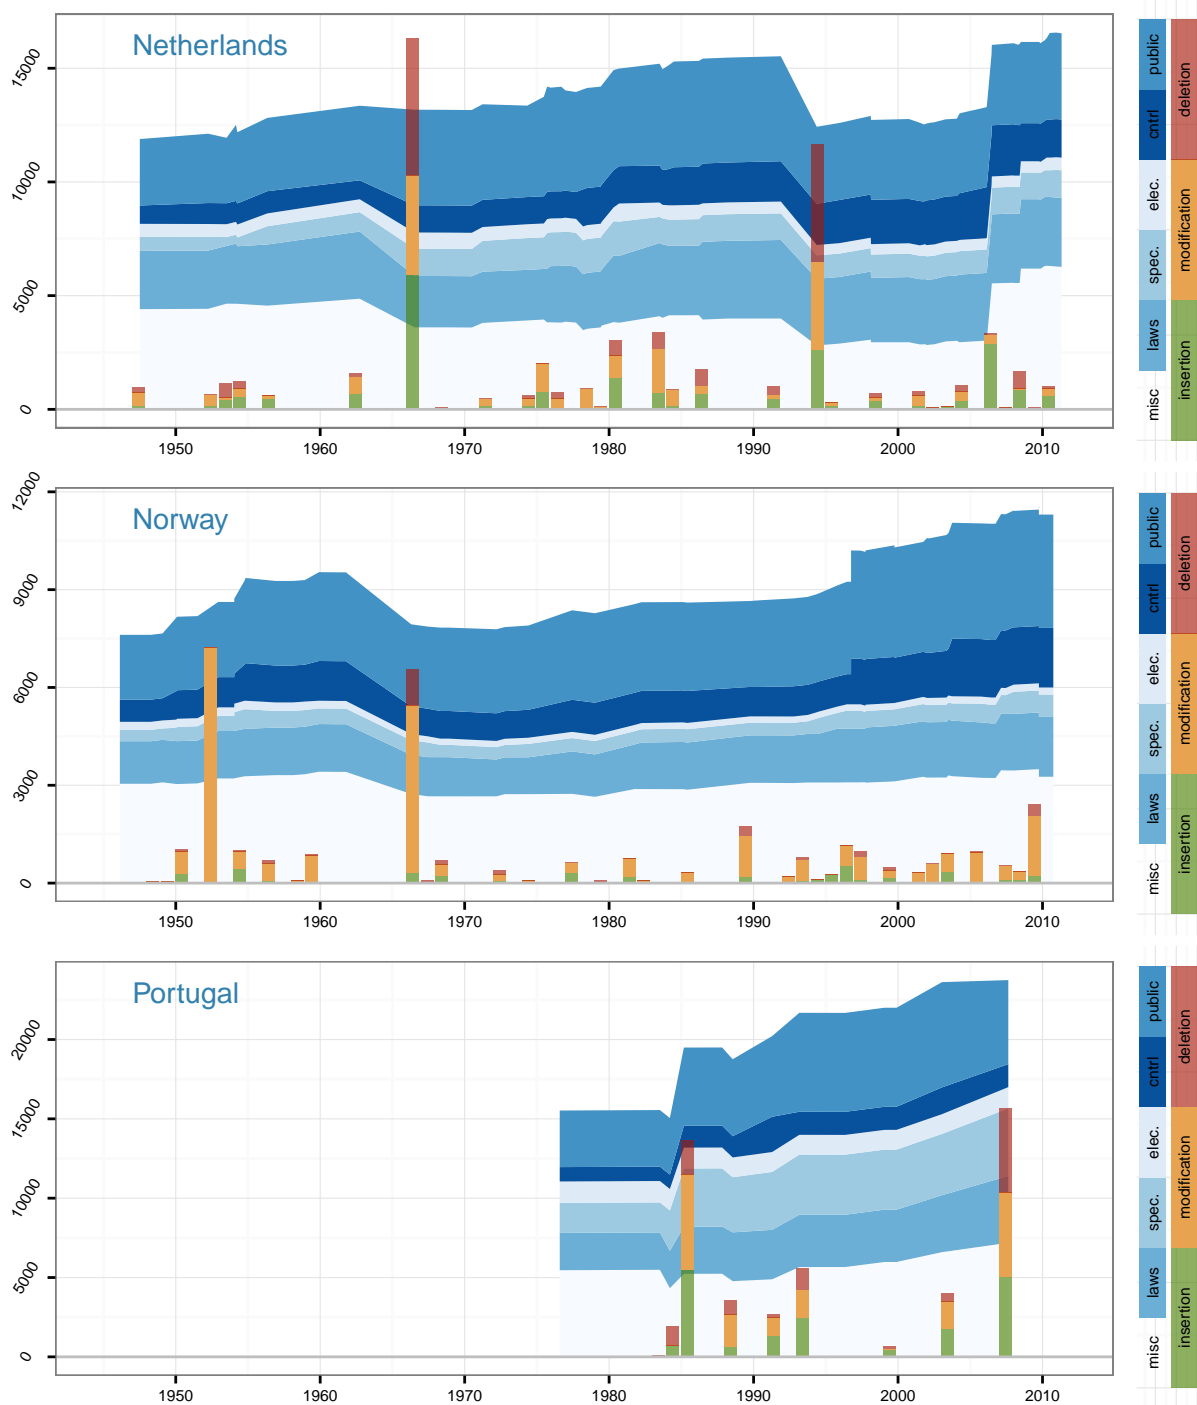 Netherlands
15000
10000
5000
0
1950 1960 1970 1980 1990 2000 2010
public
cntrl
elec.
spec.
laws
misc
deletion
modification
insertion
Norway
12000
9000
6000
3000
0
1950 1960 1970 1980 1990 2000 2010
public
cntrl
elec.
spec.
laws
misc
deletion
modification
insertion
Portugal
20000
15000
10000
5000
0
1950 1960 1970 1980 1990 2000 2010
public
cntrl
elec.
spec.
laws
misc
deletion
modification
insertion